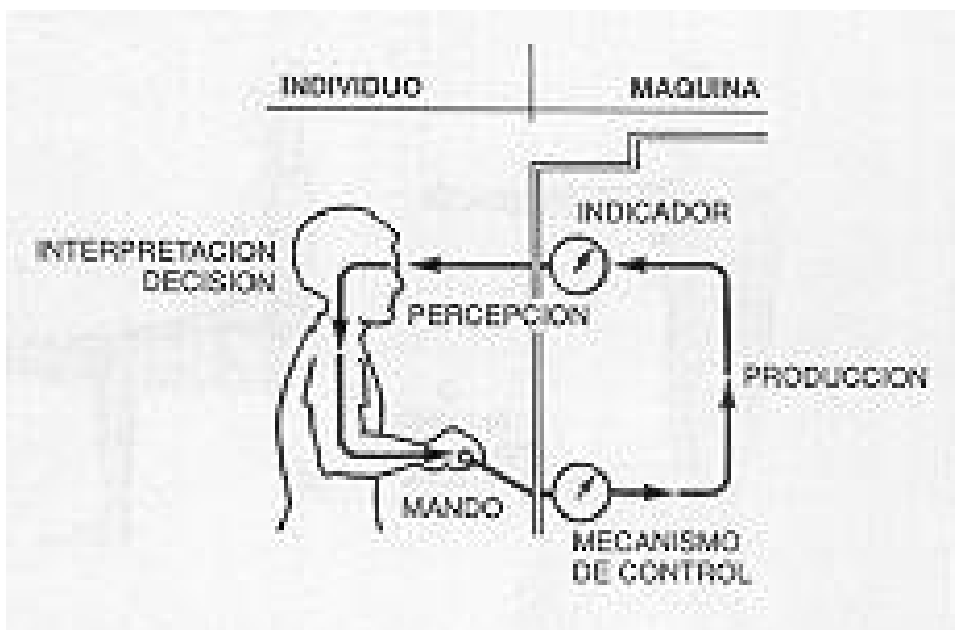 INDIVIDUO
MAQUINA
INDICADOR
INTERPRETACION
DECISION
PERCEPCION
PRODUCCION
MANDO
MECANISMO
DE CONTROL